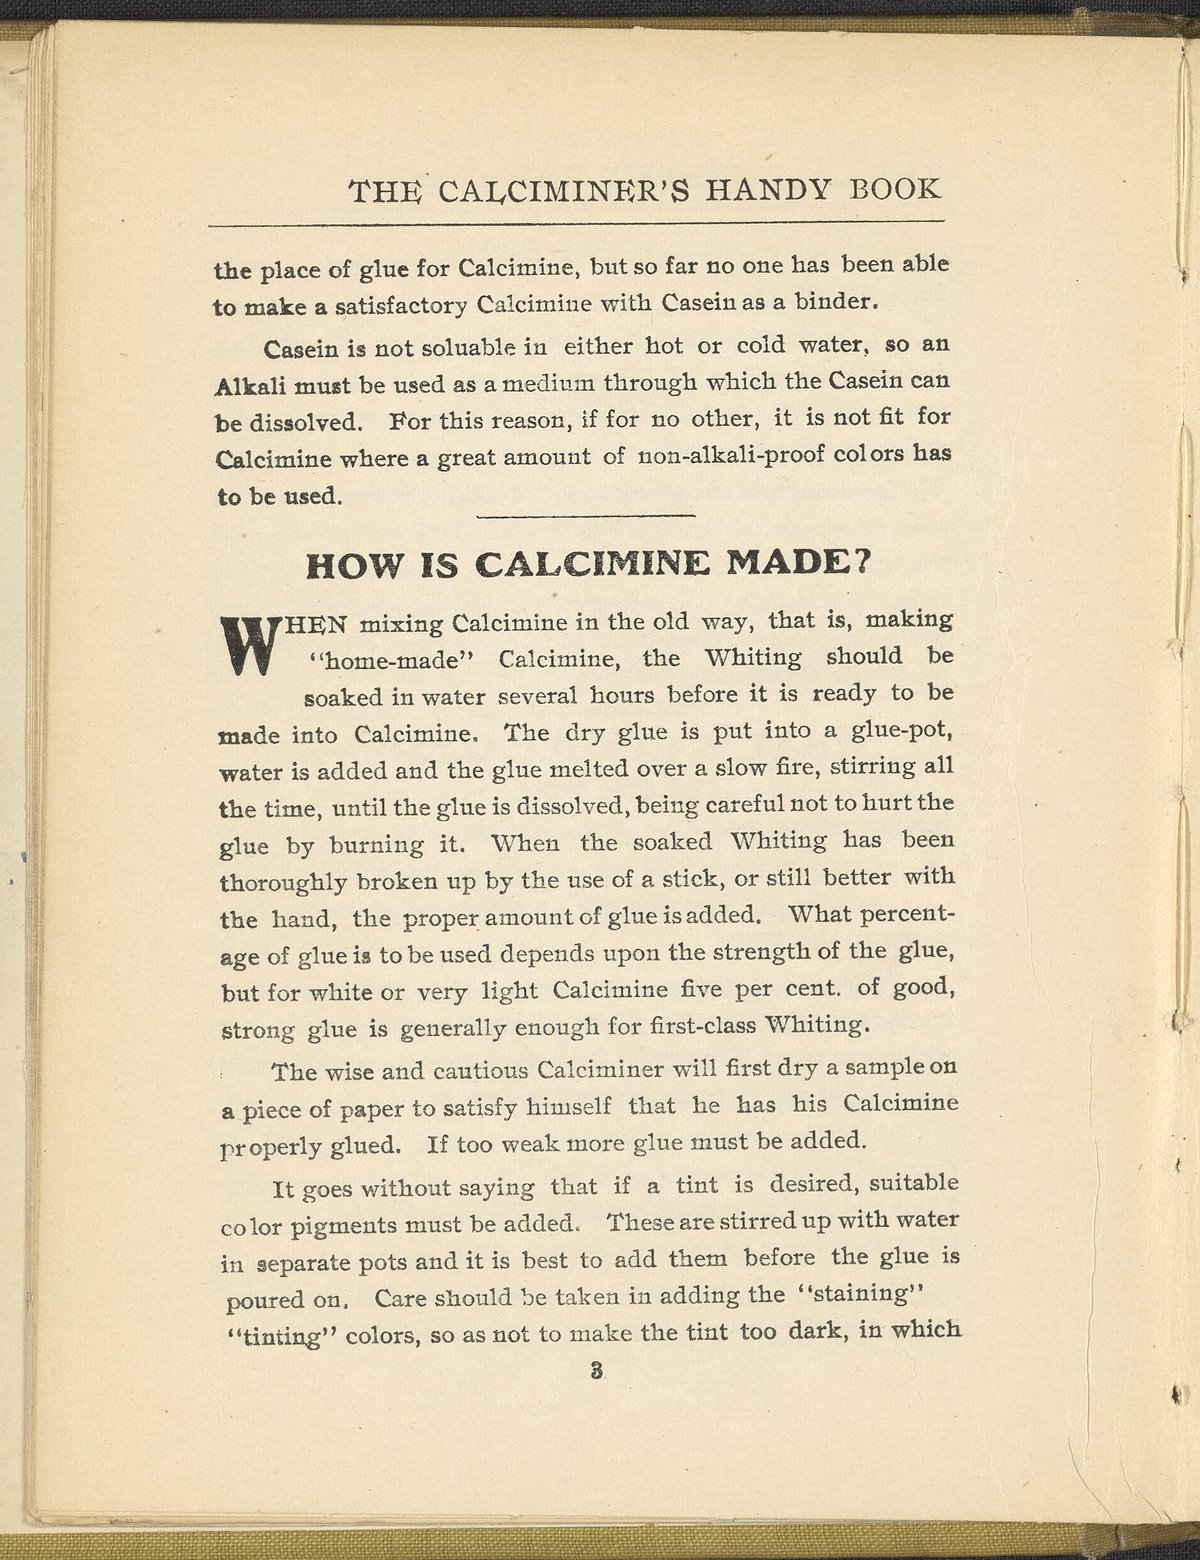 THE CALCIMINER'S HANDY BOOK
the place of glue for Calcimine, but so far no one has been able
to make a satisfactory Calcimine with Casein as a binder.
Casein is not soluable in either hot or cold water, so an
Alkali must be used as a medium through which the Casein can
be dissolved. For this reason, if for no other, it is not fit for
Calcimine where a great amount of non-alkali-proof colors has
to be used.
HOW IS CALCIMINE MADE?
WHEN mixing Calcimine in the old way, that is, making
"home-made" Calcimine, the Whiting should be
soaked in water several hours before it is ready to be
made into Calcimine. The dry glue is put into a glue-pot,
water is added and the glue melted over a slow fire, stirring all
the time, until the glue is dissolved, being careful not to hurt the
glue by burning it. When the soaked Whiting has been
thoroughly broken up by the use of a stick, or still better with
the hand, the proper amount of glue is added. What percent-
age of glue is to be used depends upon the strength of the glue,
but for white or very light Calcimine five per cent. of good,
strong glue is generally enough for first-class Whiting.
The wise and cautious Calciminer will first dry a sample on
a piece of paper to satisfy himself that he has his Calcimine
properly glued. If too weak more glue must be added.
It goes without saying that if a tint is desired, suitable
color pigments must be added. These are stirred up with water
in separate pots and it is best to add them before the glue is
poured on. Care should be taken in adding the "staining"
"tinting" colors, so as not to make the tint too dark, in which
3